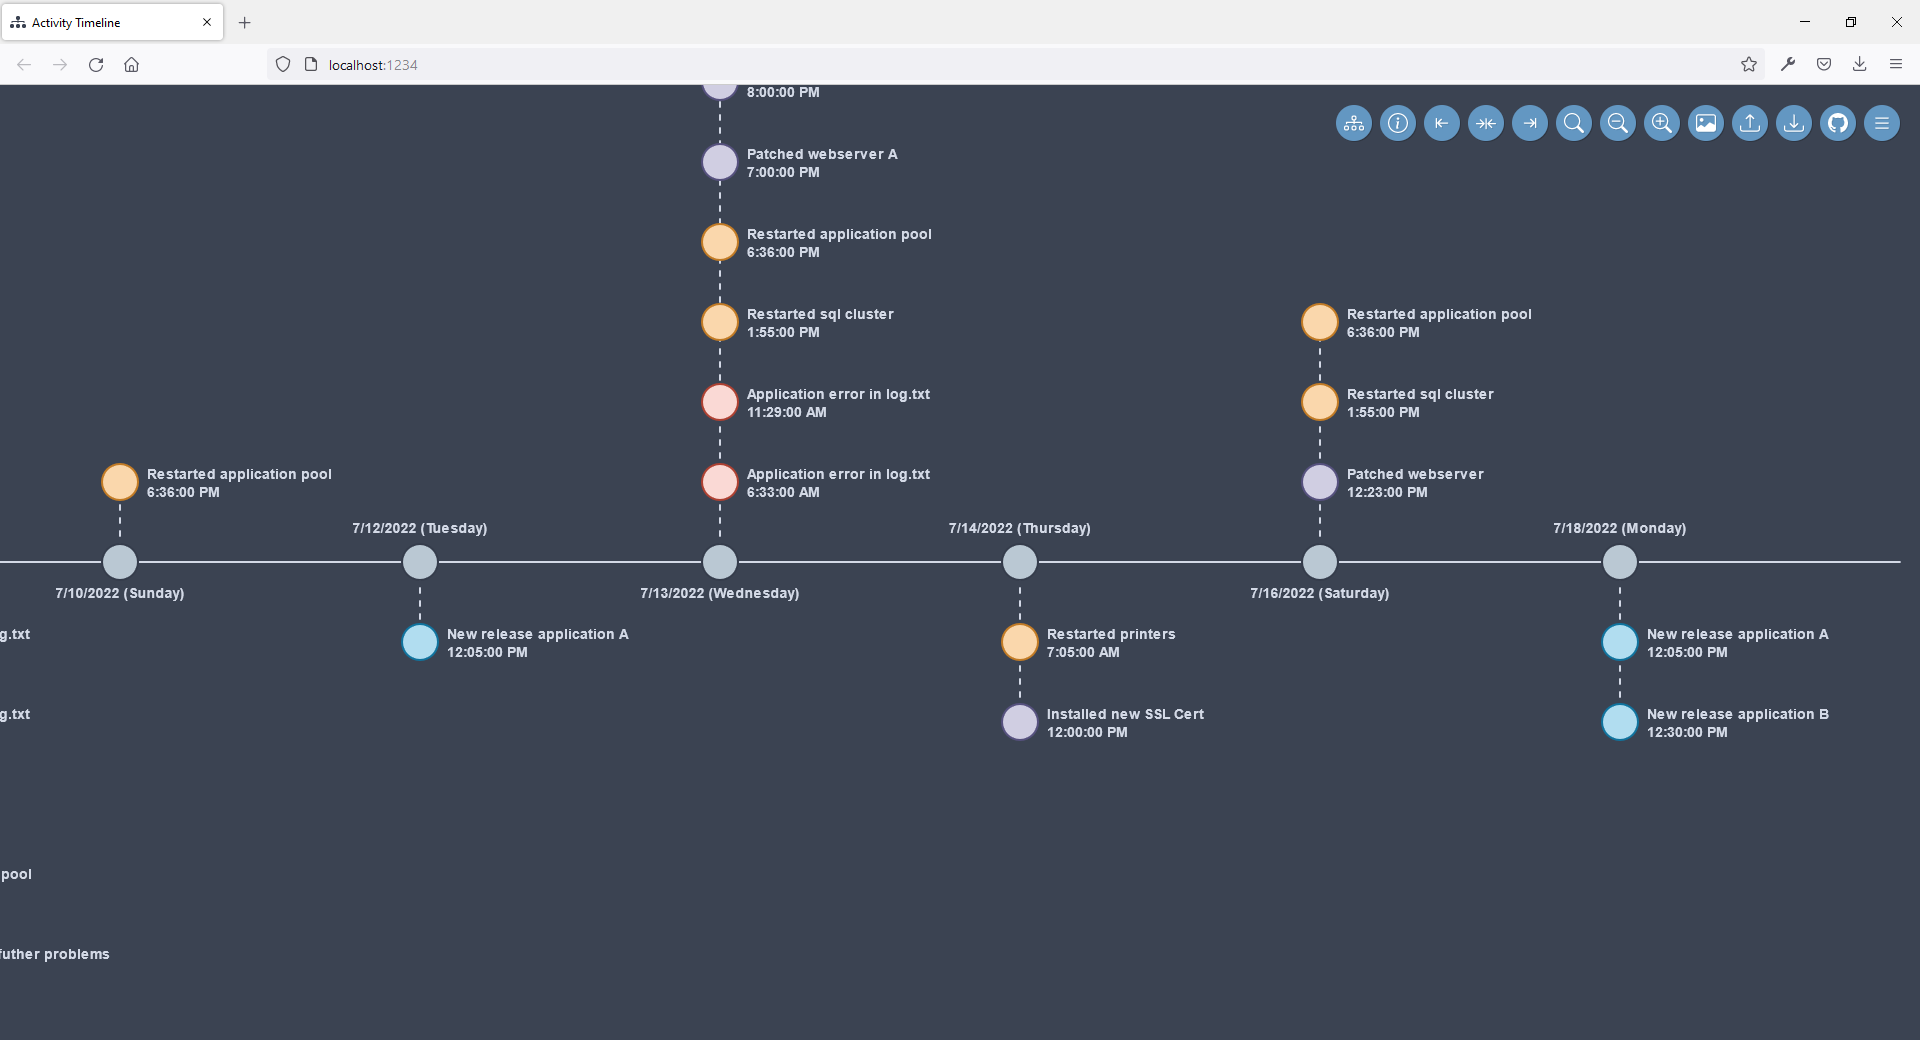 Activity Timeline
localhost:1234
8:00:00 PM
Patched webserver A
7:00:00 PM
Restarted application pool
6:36:00 PM
Restarted sql cluster
1:55:00 PM
Application error in log.txt
11:29:00 AM
Application error in log.txt
6:33:00 AM
Restarted application pool
6:36:00 PM
Restarted sql cluster
1:55:00 PM
Patched webserver
12:23:00 PM
Restarted application pool
6:36:00 PM
7/12/2022 (Tuesday)
7/14/2022 (Thursday)
7/18/2022 (Monday)
7/10/2022 (Sunday)
7/13/2022 (Wednesday)
7/16/2022 (Saturday)
g.txt
New release application A
12:05:00 PM
Restarted printers
7:05:00 AM
New release application A
12:05:00 PM
g.txt
Installed new SSL Cert
12:00:00 PM
New release application B
12:30:00 PM
pool
futher problems